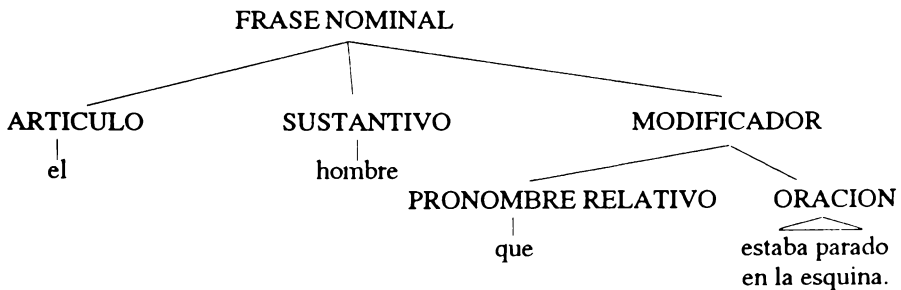 FRASE NOMINAL
ARTICULO SUSTANTIVO MODIFICADOR
el hombre
PRONOMBRE RELATIVO ORACION
que estaba parado
en la esquina.